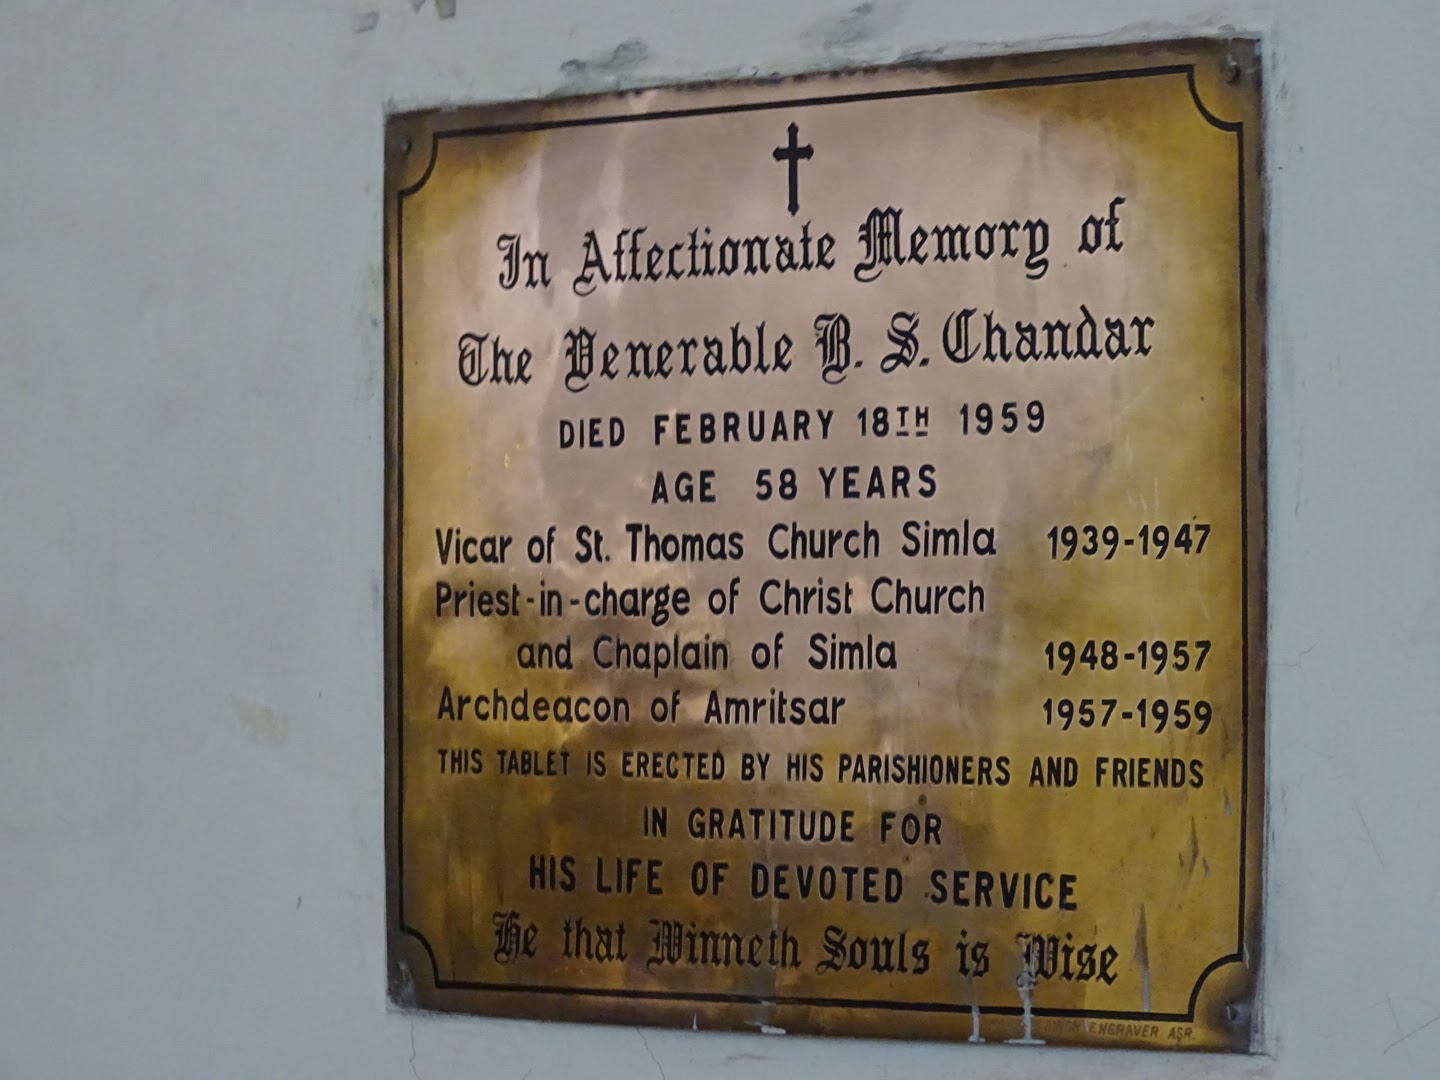 In Affectionate Memory of
The Venerable B. S. Chandar
DIED FEBRUARY 18TH 1959
AGE 58 YEARS
Vicar of St. Thomas Church Simla 1939-1947
Priest-in-charge of Christ Church
and Chaplain of Simla 1948-1957
Archdeacon of Amritsar 1957-1959
THIS TABLET IS ERECTED BY HIS PARISHIONERS AND FRIENDS
IN GRATITUDE FOR
HIS LIFE OF DEVOTED SERVICE
He that Winneth Souls is Wise
ENGRAVER ASR.